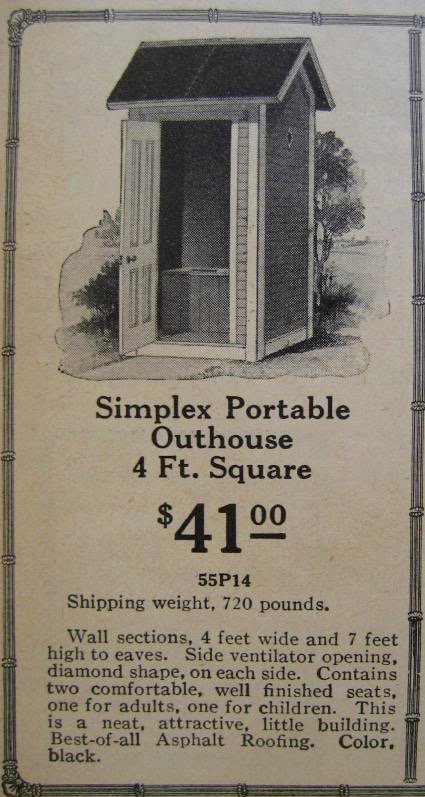 Simplex Portable
Outhouse
4 Ft. Square
$41 00
55P14
Shipping weight, 720 pounds.
Wall sections, 4 feet wide and 7 feet
high to eaves. Side ventilator opening,
diamond shape, on each side. Contains
two comfortable, well finished seats,
one for adults, one for children. This
is a neat, attractive, little building.
Best-of-all Asphalt Roofing. Color,
black.